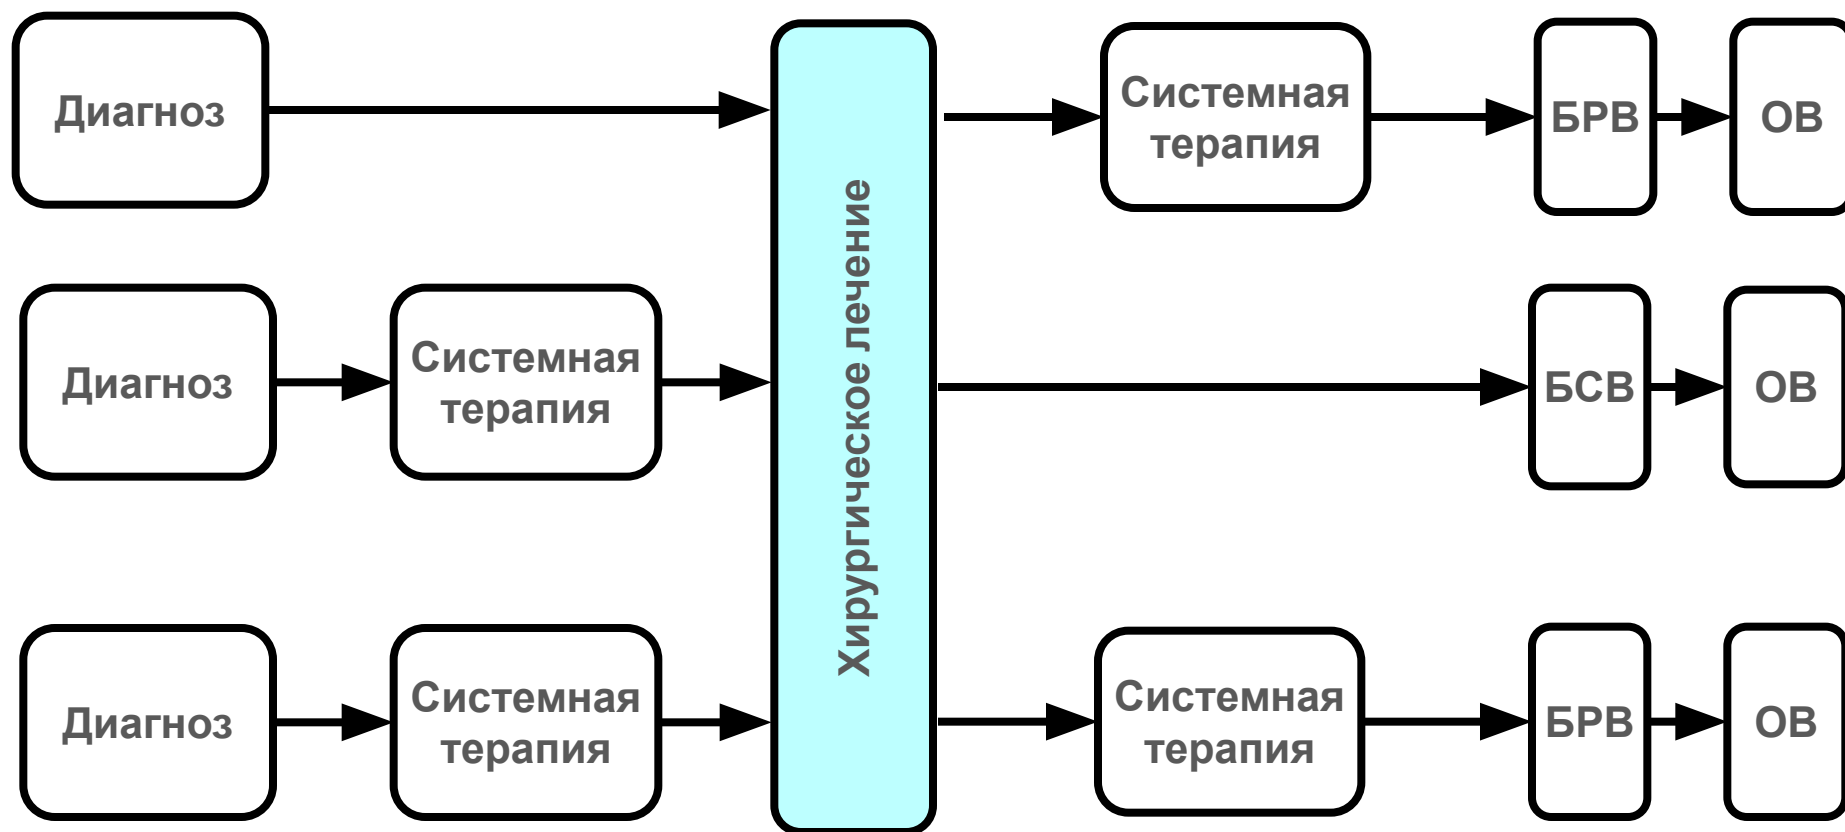 Диагноз
Системная
терапия
БРВ
ОВ
Хирургическое лечение
Диагноз
Системная
терапия
БСВ
ОВ
Диагноз
Системная
терапия
Системная
терапия
БРВ
ОВ